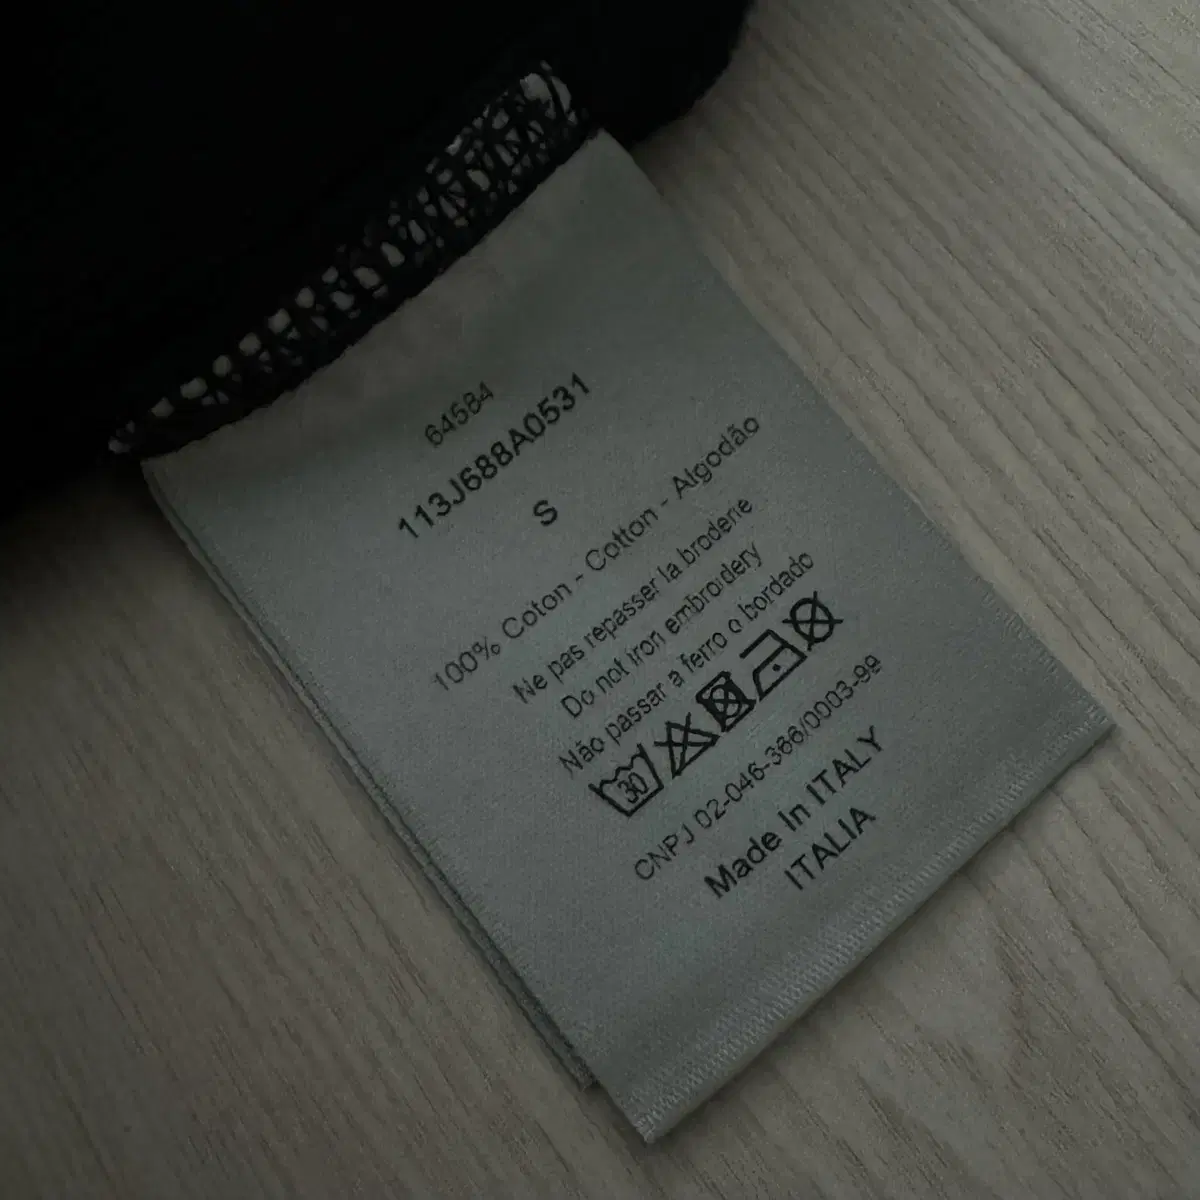 64584
113J688A0531
S
100% Coton - Cotton - Algodão
Ne pas repasser la broderie
Do not iron embroidery
Não passar a ferro o bordado
30
CNPJ 02-046-386/0003-99
Made In ITALY
ITALIA